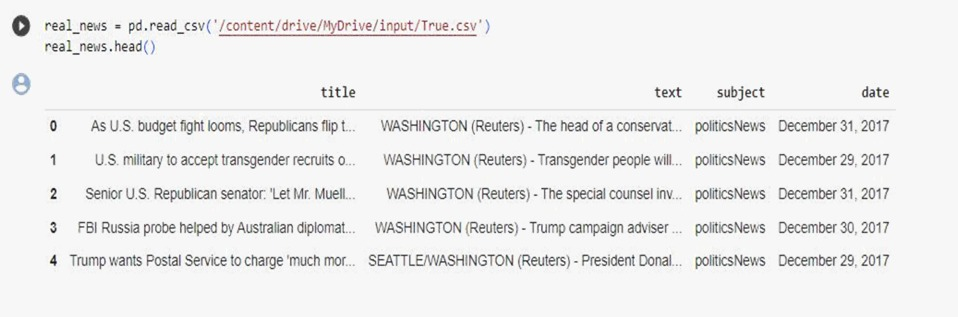 real_news = pd.read_csv('/content/drive/MyDrive/input/True.csv')
real_news.head()
title text subject date
0 As U.S. budget fight looms, Republicans flip t... WASHINGTON (Reuters) - The head of a conservat... politicsNews December 31, 2017
1 U.S. military to accept transgender recruits o... WASHINGTON (Reuters) - Transgender people will... politicsNews December 29, 2017
2 Senior U.S. Republican senator: 'Let Mr. Muell... WASHINGTON (Reuters) - The special counsel inv... politicsNews December 31, 2017
3 FBI Russia probe helped by Australian diplomat... WASHINGTON (Reuters) - Trump campaign adviser ... politicsNews December 30, 2017
4 Trump wants Postal Service to charge 'much mor... SEATTLE/WASHINGTON (Reuters) - President Donal... politicsNews December 29, 2017